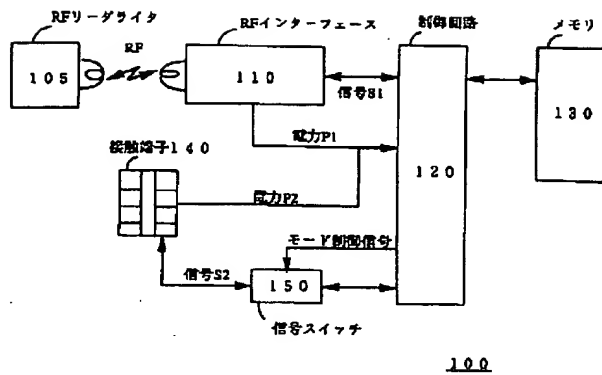 RFリーダライタ
RFインターフェース
制御回路
メモリ
RF
105
110
信号S1
120
130
電力P1
接触端子140
電力P2
モード制御信号
信号S2
150
信号スイッチ
100